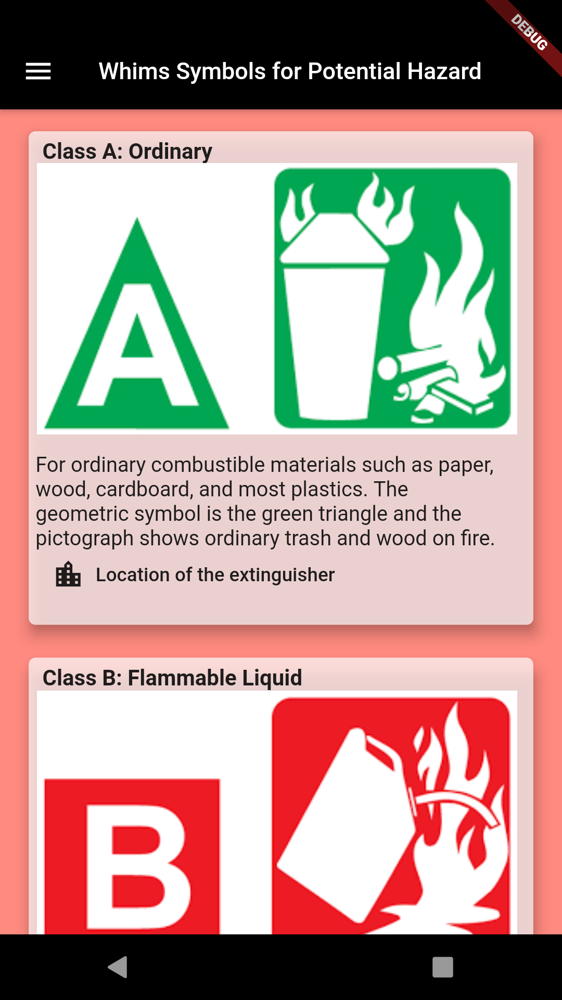 DEBUG
Whims Symbols for Potential Hazard
Class A: Ordinary
A
For ordinary combustible materials such as paper,
wood, cardboard, and most plastics. The
geometric symbol is the green triangle and the
pictograph shows ordinary trash and wood on fire.
Location of the extinguisher
Class B: Flammable Liquid
B